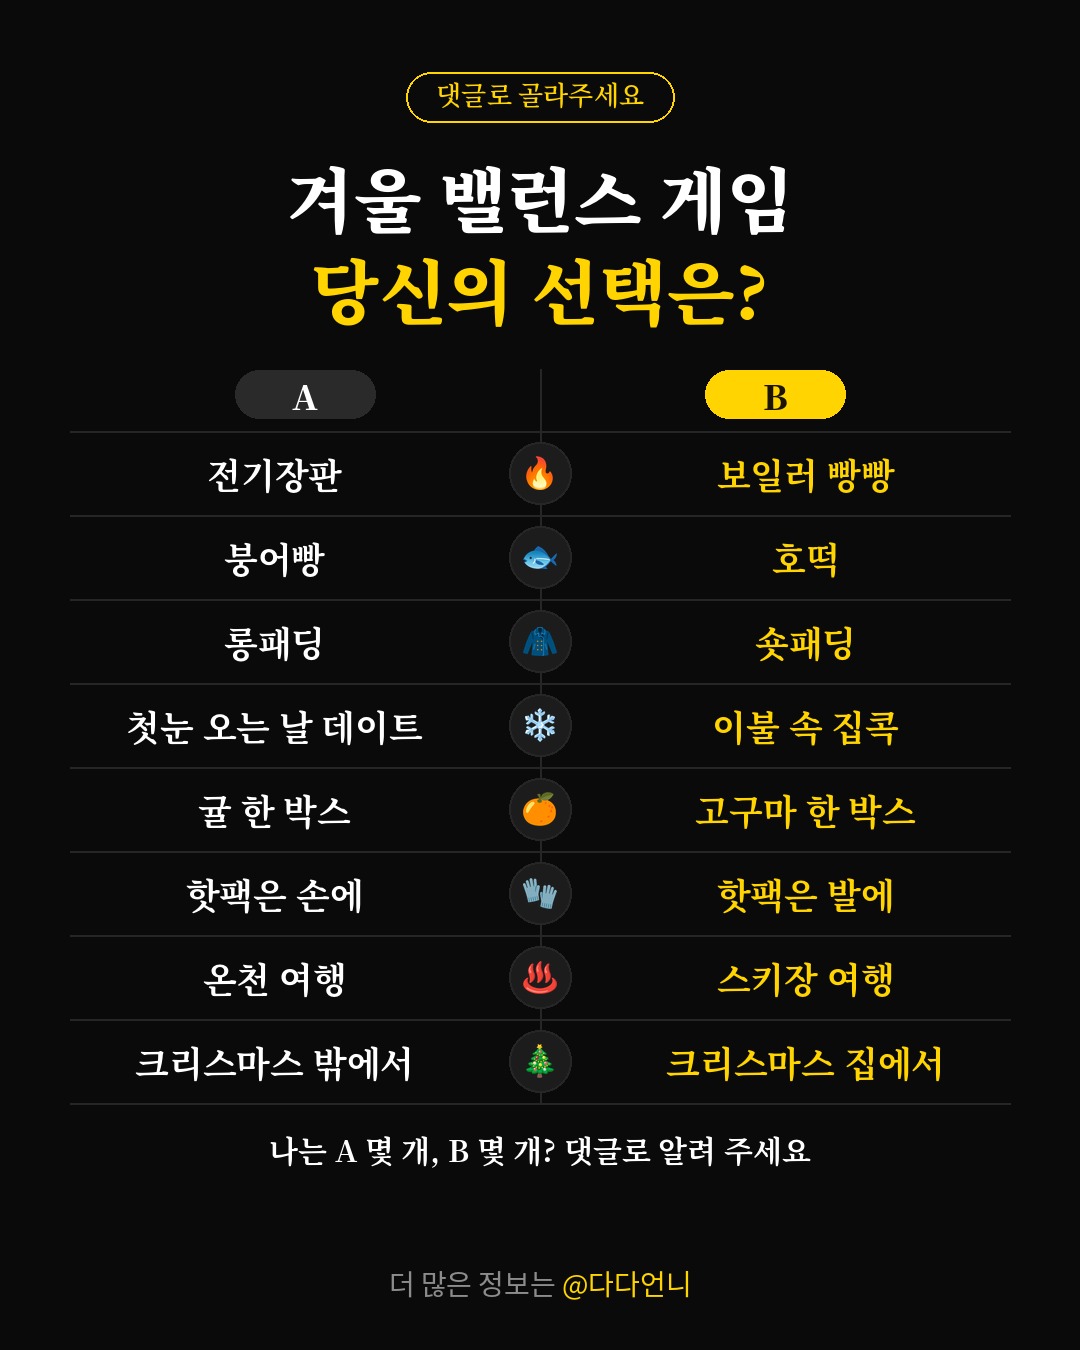 댓글로 골라주세요
겨울 밸런스 게임
당신의 선택은?
A B
전기장판 보일러 빵빵
붕어빵 호떡
롱패딩 숏패딩
첫눈 오는 날 데이트 이불 속 집콕
귤 한 박스 고구마 한 박스
핫팩은 손에 핫팩은 발에
온천 여행 스키장 여행
크리스마스 밖에서 크리스마스 집에서
나는 A 몇 개, B 몇 개? 댓글로 알려 주세요
더 많은 정보는 @다다언니